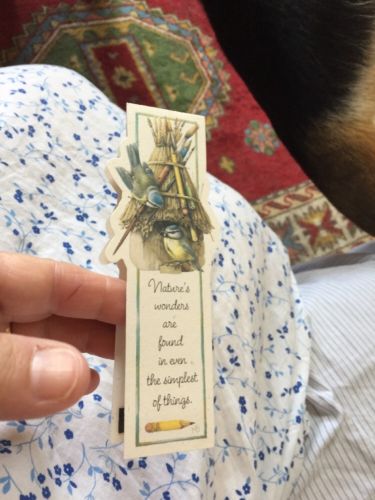 Nature's
wonders
are
found
in even
the simplest
of things.